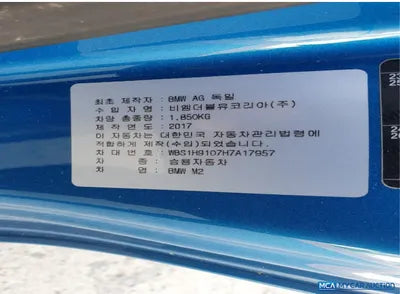 최초 제작자: BMW AG 독일
수 입 자 명 : 비엠더블류코리아(주)
차량 총중량 : 1,850KG
제 작 연 도 : 2017
이 자동차는 대한민국 자동차관리법령에
적합하게 제작(수입)되었습니다.
차 대 번 호 : WBS1H9107H7A17957
차 종 : 승용자동차
차 명 : BMW M2
MCA MYCARAUCTION